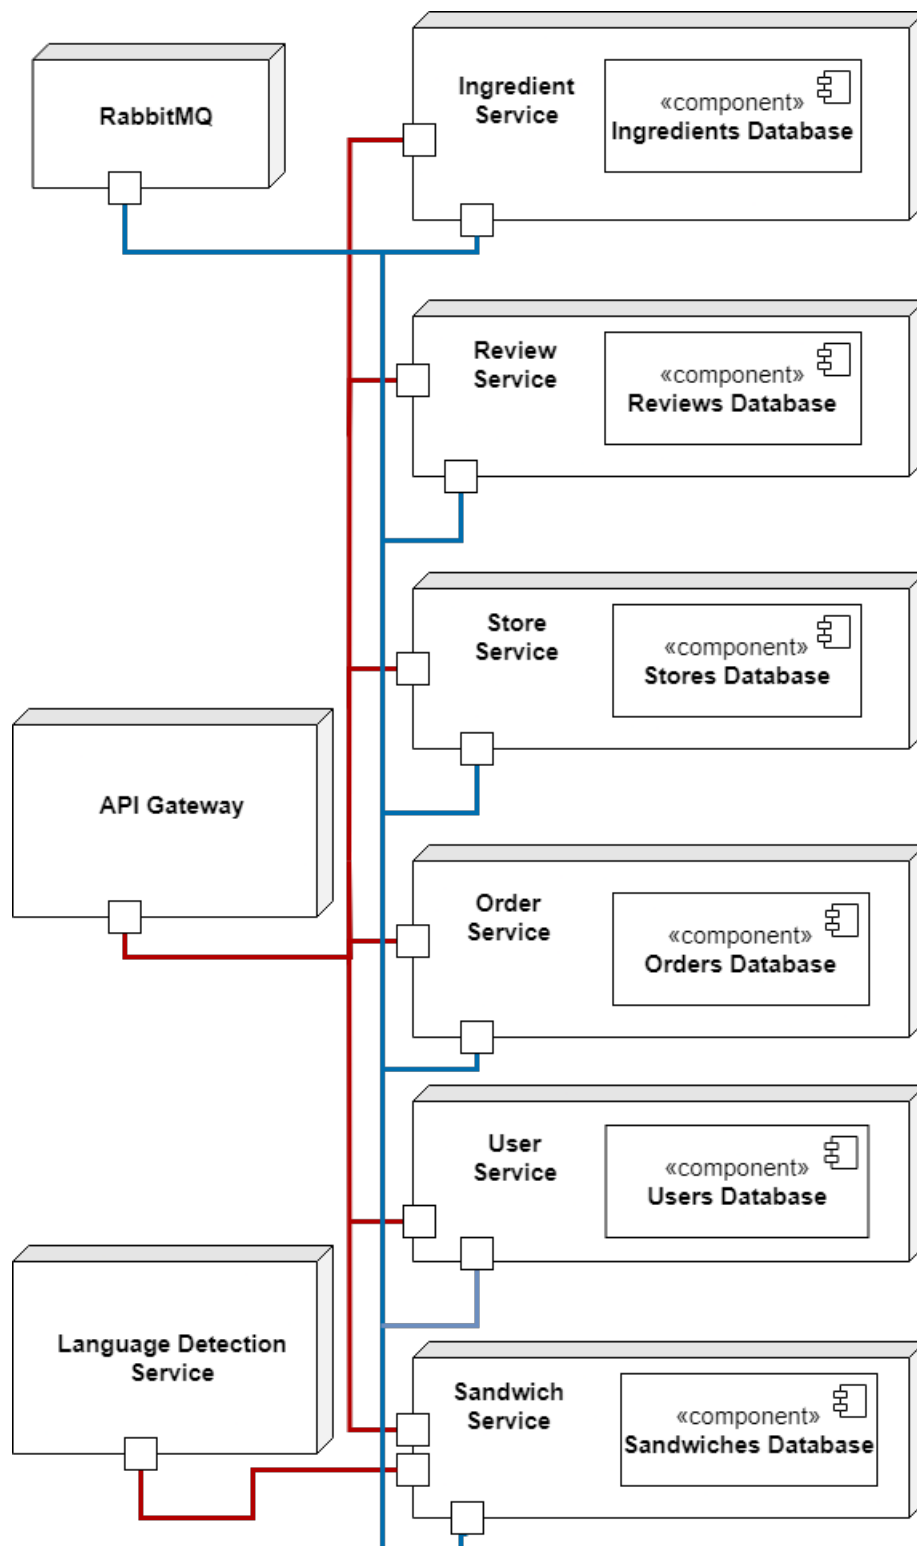 RabbitMQ
Ingredient
Service
«component»
Ingredients Database
Review
Service
«component»
Reviews Database
Store
Service
«component»
Stores Database
API Gateway
Order
Service
«component»
Orders Database
User
Service
«component»
Users Database
Language Detection
Service
Sandwich
Service
«component»
Sandwiches Database